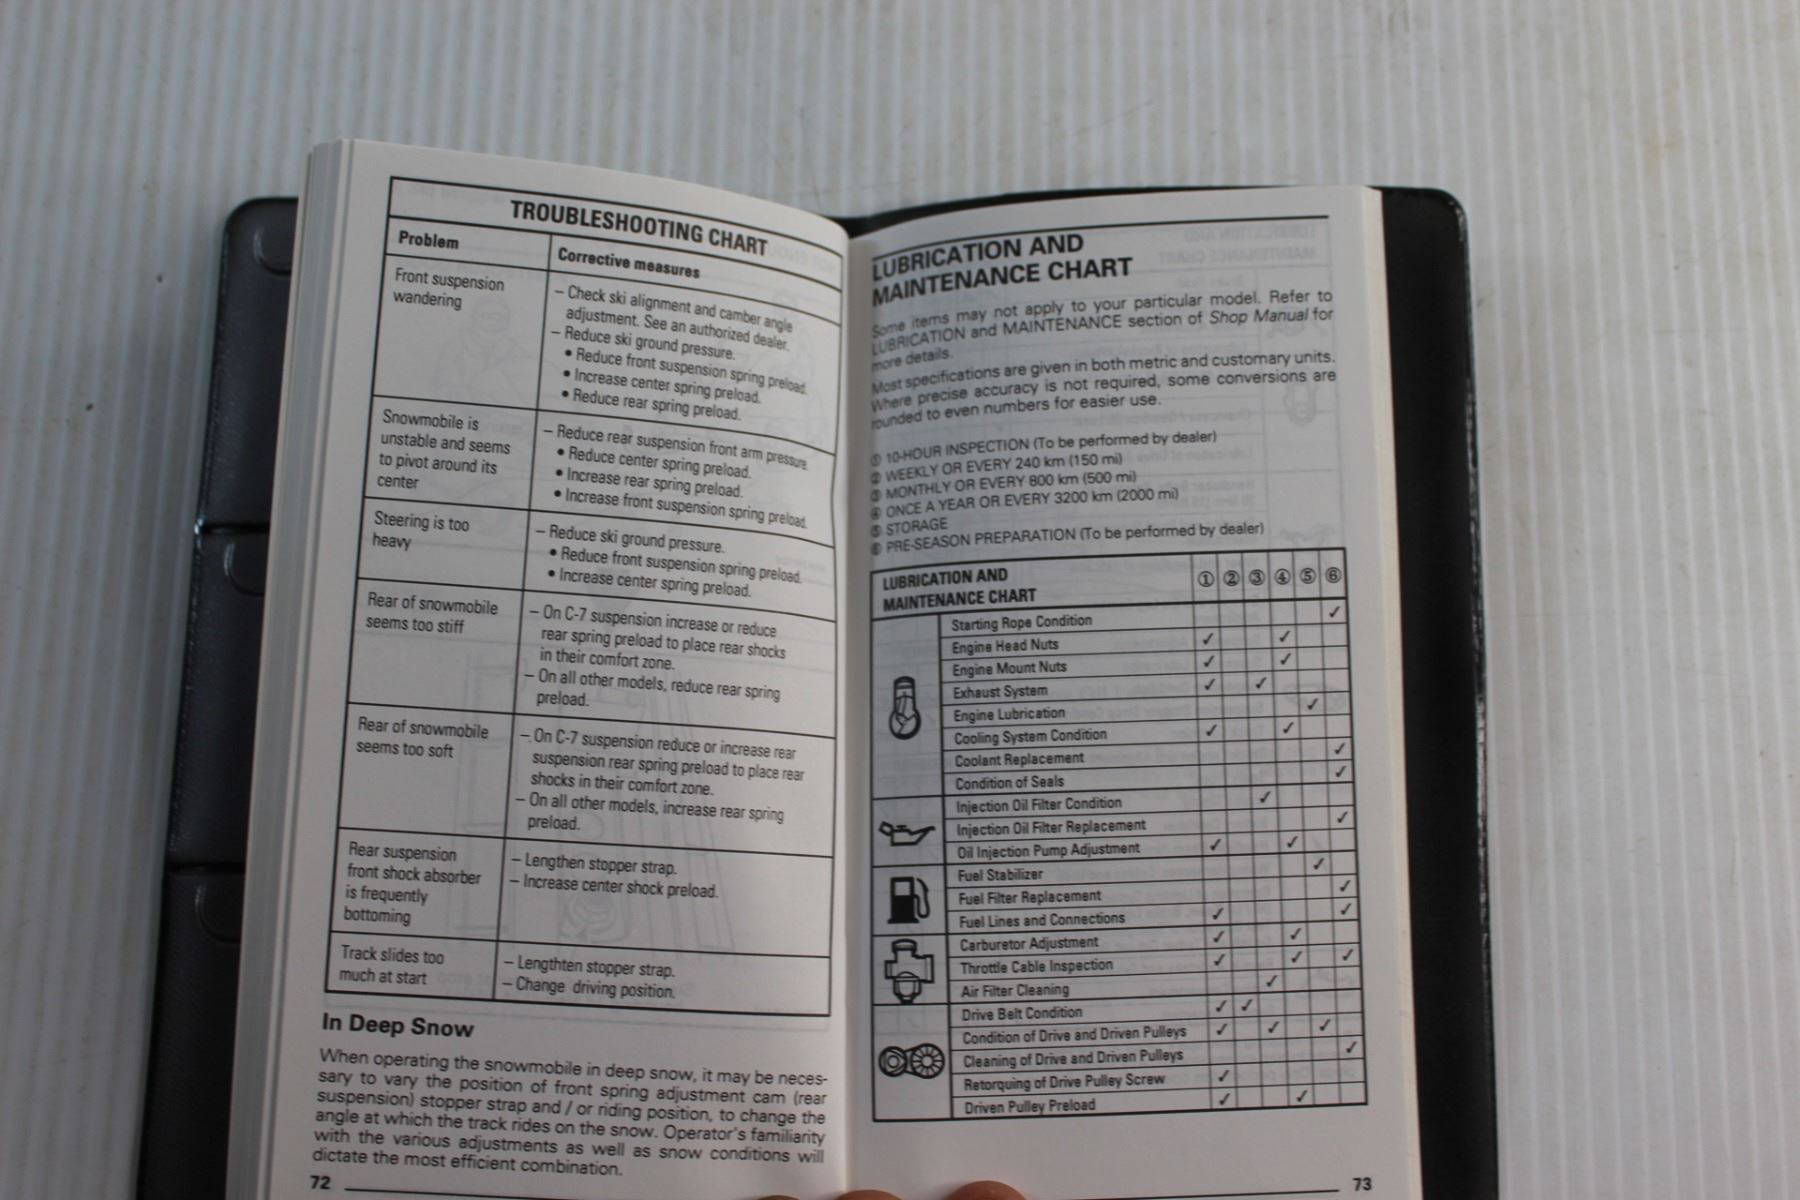 TROUBLESHOOTING CHART
Problem
Corrective measures
Front suspension
wandering
– Check ski alignment and camber angle
adjustment. See an authorized dealer.
– Reduce ski ground pressure.
• Reduce front suspension spring preload.
• Increase center spring preload.
• Reduce rear spring preload.
Snowmobile is
unstable and seems
to pivot around its
center
– Reduce rear suspension front arm pressure.
• Reduce center spring preload.
• Increase rear spring preload.
• Increase front suspension spring preload.
Steering is too
heavy
– Reduce ski ground pressure.
• Reduce front suspension spring preload.
• Increase center spring preload.
Rear of snowmobile
seems too stiff
– On C-7 suspension increase or reduce
rear spring preload to place rear shocks
in their comfort zone.
– On all other models, reduce rear spring
preload.
Rear of snowmobile
seems too soft
– On C-7 suspension reduce or increase rear
suspension rear spring preload to place rear
shocks in their comfort zone.
– On all other models, increase rear spring
preload.
Rear suspension
front shock absorber
is frequently
bottoming
– Lengthen stopper strap.
– Increase center shock preload.
Track slides too
much at start
– Lengthten stopper strap.
– Change driving position.
In Deep Snow
When operating the snowmobile in deep snow, it may be neces-
sary to vary the position of front spring adjustment cam (rear
suspension) stopper strap and / or riding position, to change the
angle at which the track rides on the snow. Operator's familiarity
with the various adjustments as well as snow conditions will
dictate the most efficient combination.
72
LUBRICATION AND
MAINTENANCE CHART
Some items may not apply to your particular model. Refer to
LUBRICATION and MAINTENANCE section of Shop Manual for
more details.
Most specifications are given in both metric and customary units.
Where precise accuracy is not required, some conversions are
rounded to even numbers for easier use.
① 10-HOUR INSPECTION (To be performed by dealer)
② WEEKLY OR EVERY 240 km (150 mi)
③ MONTHLY OR EVERY 800 km (500 mi)
④ ONCE A YEAR OR EVERY 3200 km (2000 mi)
⑤ STORAGE
⑥ PRE-SEASON PREPARATION (To be performed by dealer)
LUBRICATION AND
MAINTENANCE CHART
① ② ③ ④ ⑤ ⑥
Starting Rope Condition ✓
Engine Head Nuts ✓ ✓
Engine Mount Nuts ✓ ✓
Exhaust System ✓ ✓
Engine Lubrication ✓
Cooling System Condition ✓ ✓
Coolant Replacement ✓
Condition of Seals ✓
Injection Oil Filter Condition ✓
Injection Oil Filter Replacement ✓
Oil Injection Pump Adjustment ✓ ✓
Fuel Stabilizer ✓
Fuel Filter Replacement ✓
Fuel Lines and Connections ✓ ✓
Carburetor Adjustment ✓ ✓
Throttle Cable Inspection ✓ ✓ ✓
Air Filter Cleaning ✓
Drive Belt Condition ✓ ✓
Condition of Drive and Driven Pulleys ✓ ✓ ✓
Cleaning of Drive and Driven Pulleys ✓
Retorquing of Drive Pulley Screw ✓
Driven Pulley Preload ✓ ✓
73